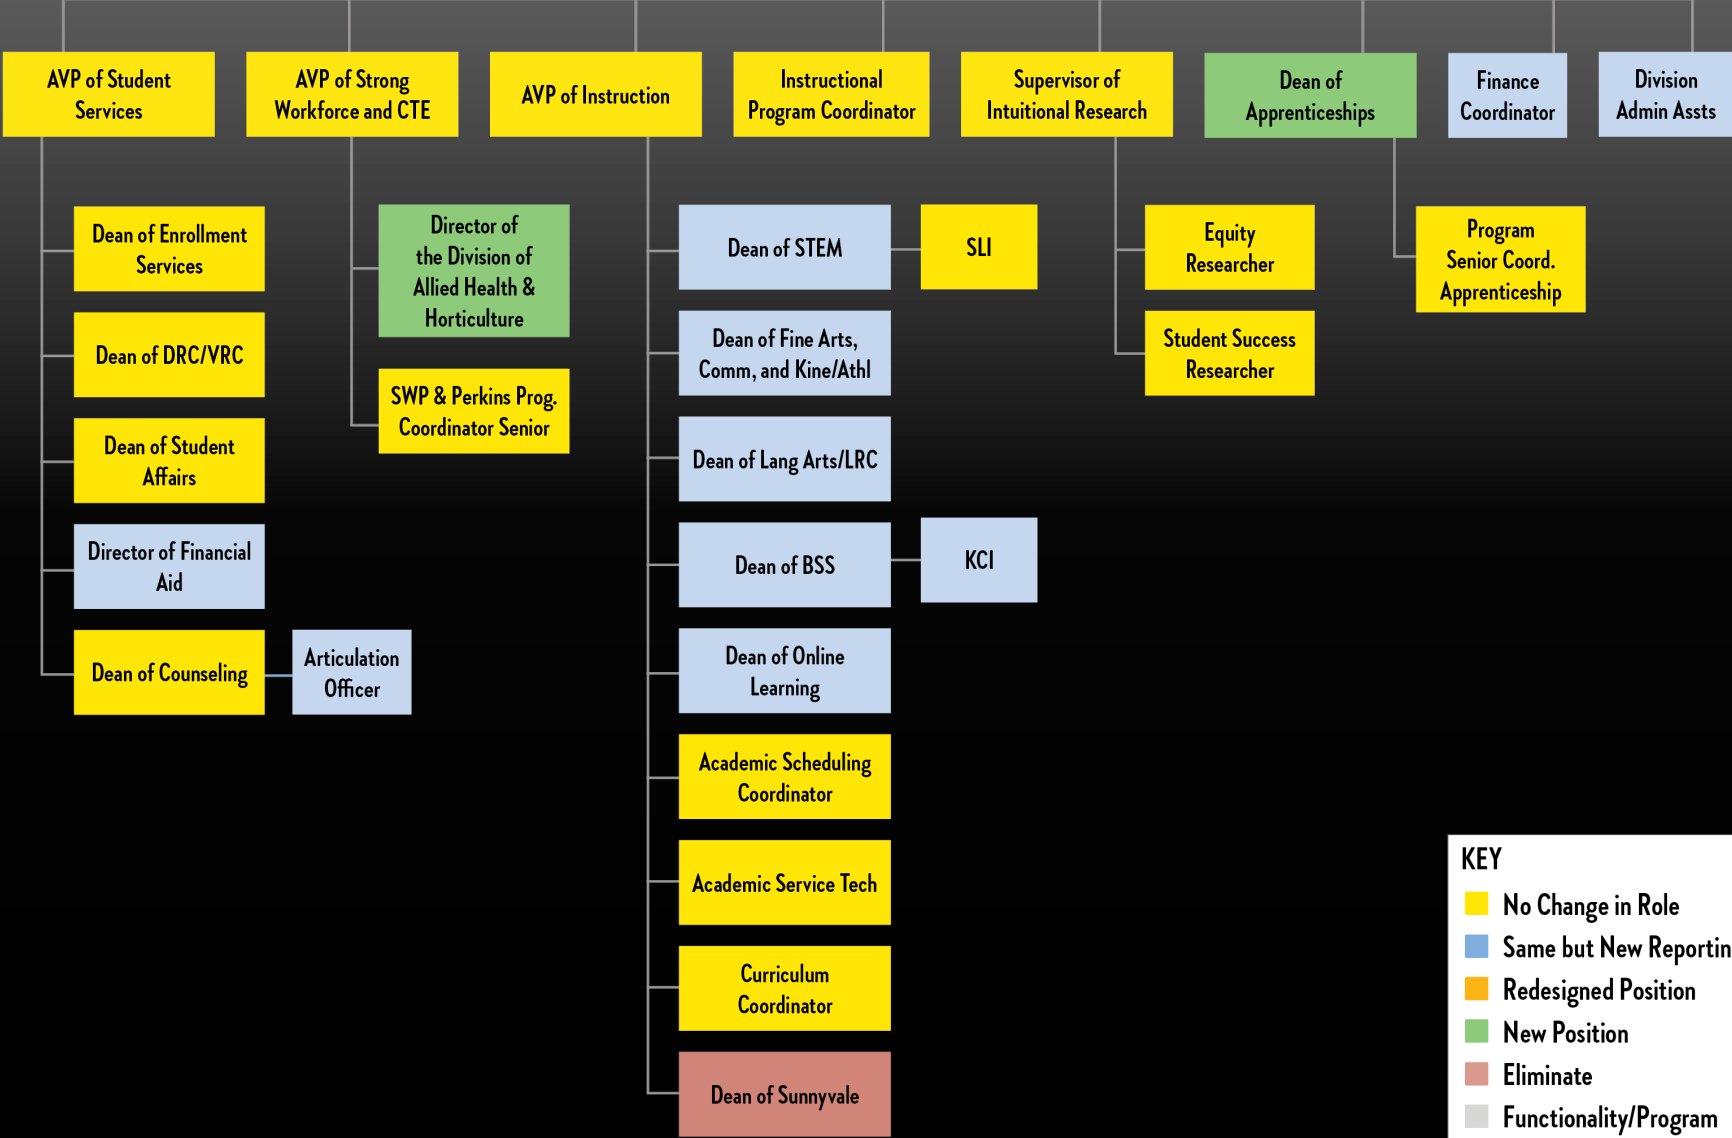 AVP of Student
Services
AVP of Strong
Workforce and CTE
AVP of Instruction
Instructional
Program Coordinator
Supervisor of
Intuitional Research
Dean of
Apprenticeships
Finance
Coordinator
Division
Admin Assts
Dean of Enrollment
Services
Dean of DRC/VRC
Dean of Student
Affairs
Director of Financial
Aid
Dean of Counseling
Articulation
Officer
Director of
the Division of
Allied Health &
Horticulture
SWP & Perkins Prog.
Coordinator Senior
Dean of STEM
SLI
Dean of Fine Arts,
Comm, and Kine/Athl
Dean of Lang Arts/LRC
Dean of BSS
KCI
Dean of Online
Learning
Academic Scheduling
Coordinator
Academic Service Tech
Curriculum
Coordinator
Dean of Sunnyvale
Equity
Researcher
Student Success
Researcher
Program
Senior Coord.
Apprenticeship
KEY
No Change in Role
Same but New Reportin
Redesigned Position
New Position
Eliminate
Functionality/Program